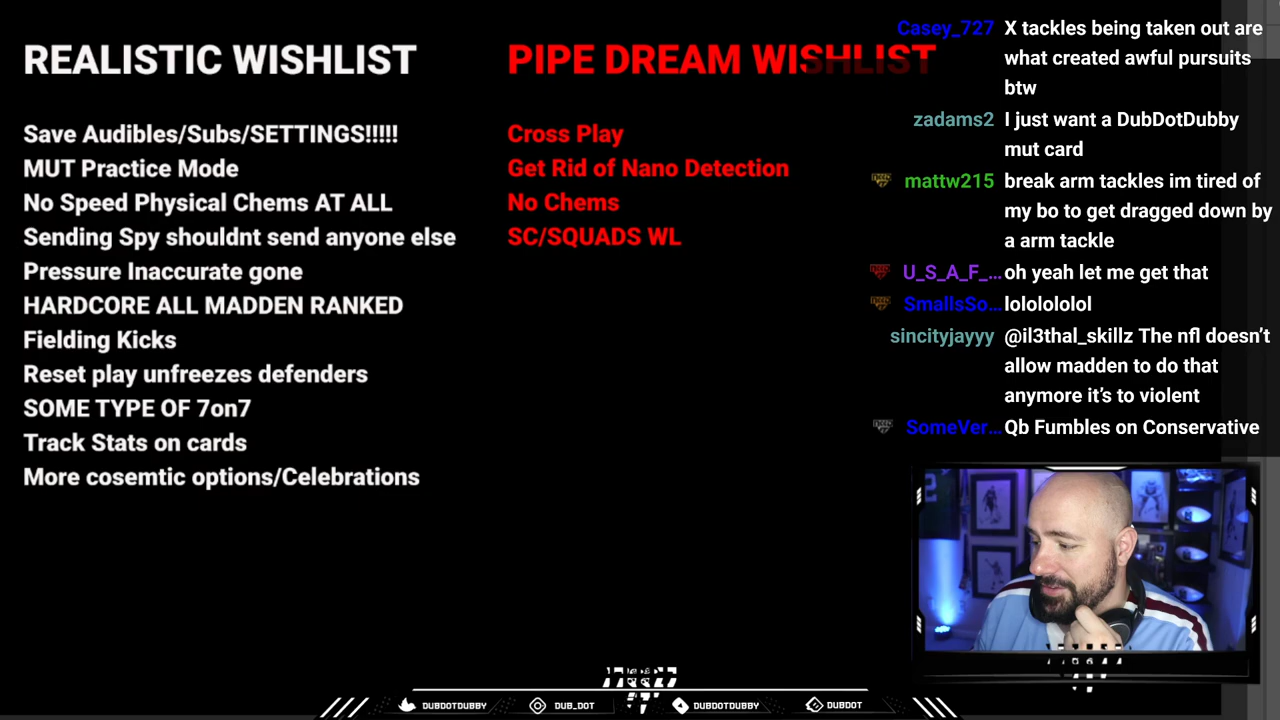 REALISTIC WISHLIST
Save Audibles/Subs/SETTINGS!!!!!
MUT Practice Mode
No Speed Physical Chems AT ALL
Sending Spy shouldnt send anyone else
Pressure Inaccurate gone
HARDCORE ALL MADDEN RANKED
Fielding Kicks
Reset play unfreezes defenders
SOME TYPE OF 7on7
Track Stats on cards
More cosemtic options/Celebrations
PIPE DREAM WISHLIST
Cross Play
Get Rid of Nano Detection
No Chems
SC/SQUADS WL
Casey_727 X tackles being taken out are
what created awful pursuits
btw
zadams2 I just want a DubDotDubby
mut card
mattw215 break arm tackles im tired of
my bo to get dragged down by
a arm tackle
U_S_A_F_... oh yeah let me get that
SmallsSo... lolololololol
sincityjayyy @il3thal_skillz The nfl doesn't
allow madden to do that
anymore it's to violent
SomeVer... Qb Fumbles on Conservative
DUBDOTDUBBY DUB_DOT DUBDOTDUBBY DUBDOT